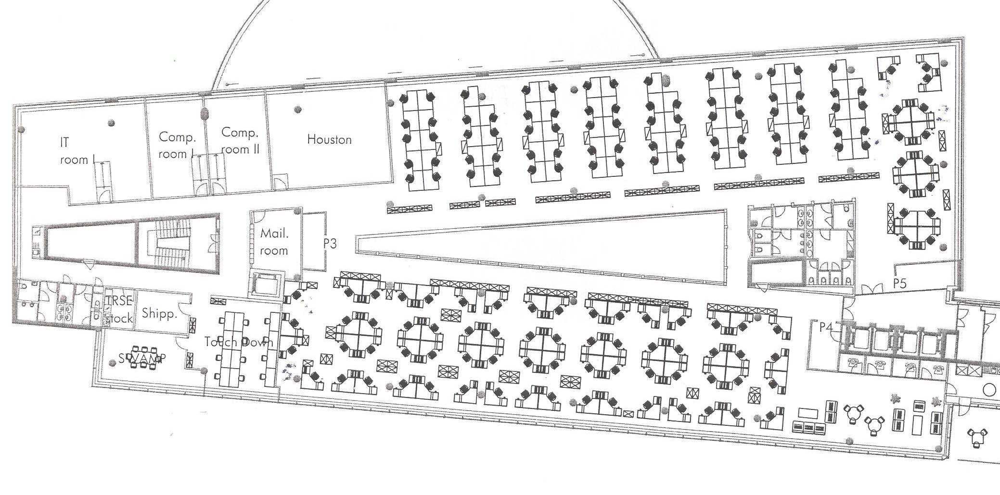 IT
room I
Comp.
room I
Comp.
room II
Houston
Mail.
room
P3
P5
TRSE
stock
Shipp.
P4
Touch Down
SWAMP